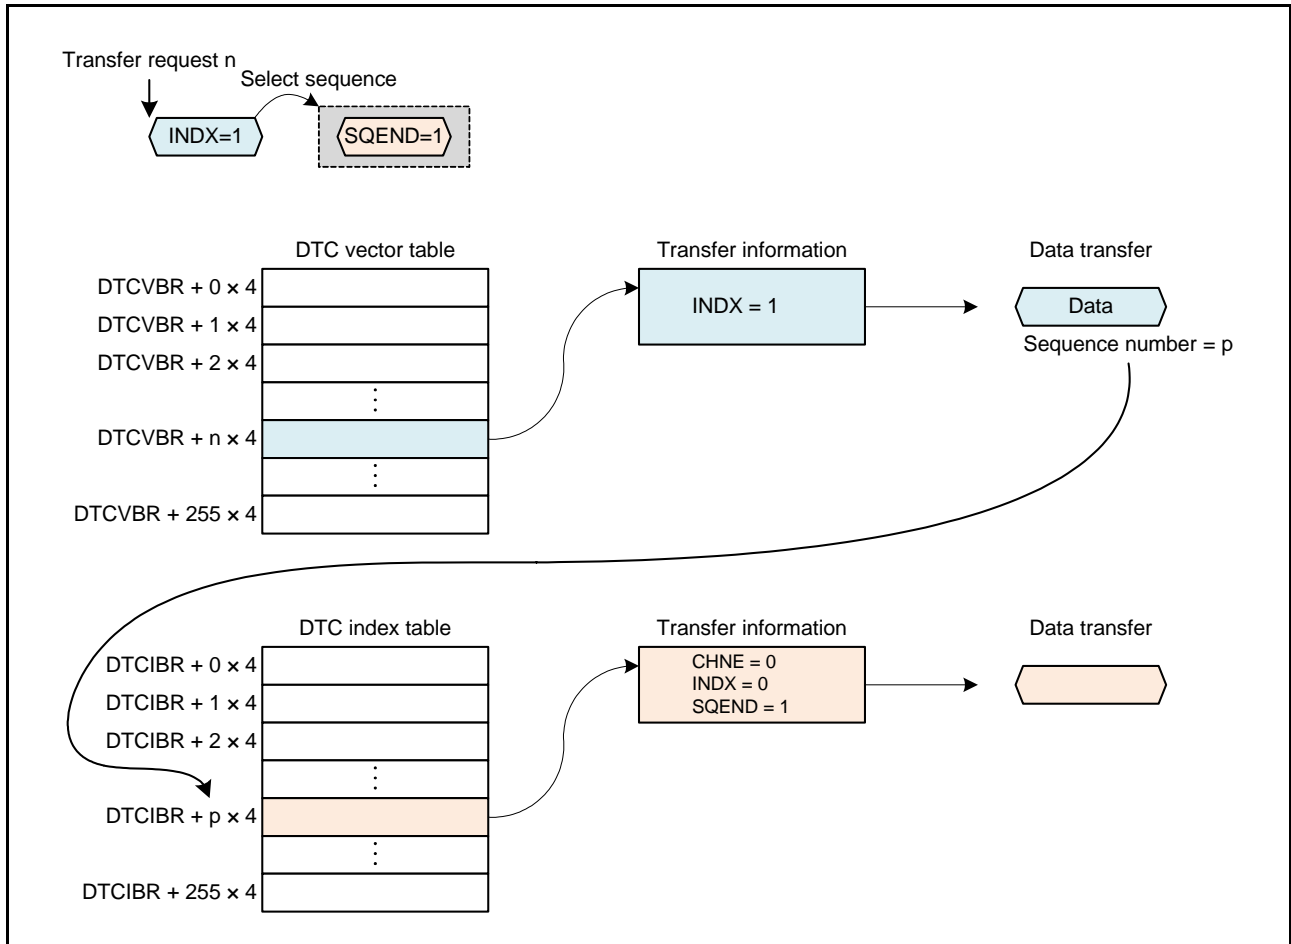 Transfer request n
Select sequence
INDX=1
SQEND=1
DTC vector table
Transfer information
Data transfer
DTCVBR + 0 × 4
DTCVBR + 1 × 4
DTCVBR + 2 × 4
⋮
DTCVBR + n × 4
⋮
DTCVBR + 255 × 4
INDX = 1
Data
Sequence number = p
DTC index table
Transfer information
Data transfer
DTCIBR + 0 × 4
DTCIBR + 1 × 4
DTCIBR + 2 × 4
⋮
DTCIBR + p × 4
⋮
DTCIBR + 255 × 4
CHNE = 0
INDX = 0
SQEND = 1